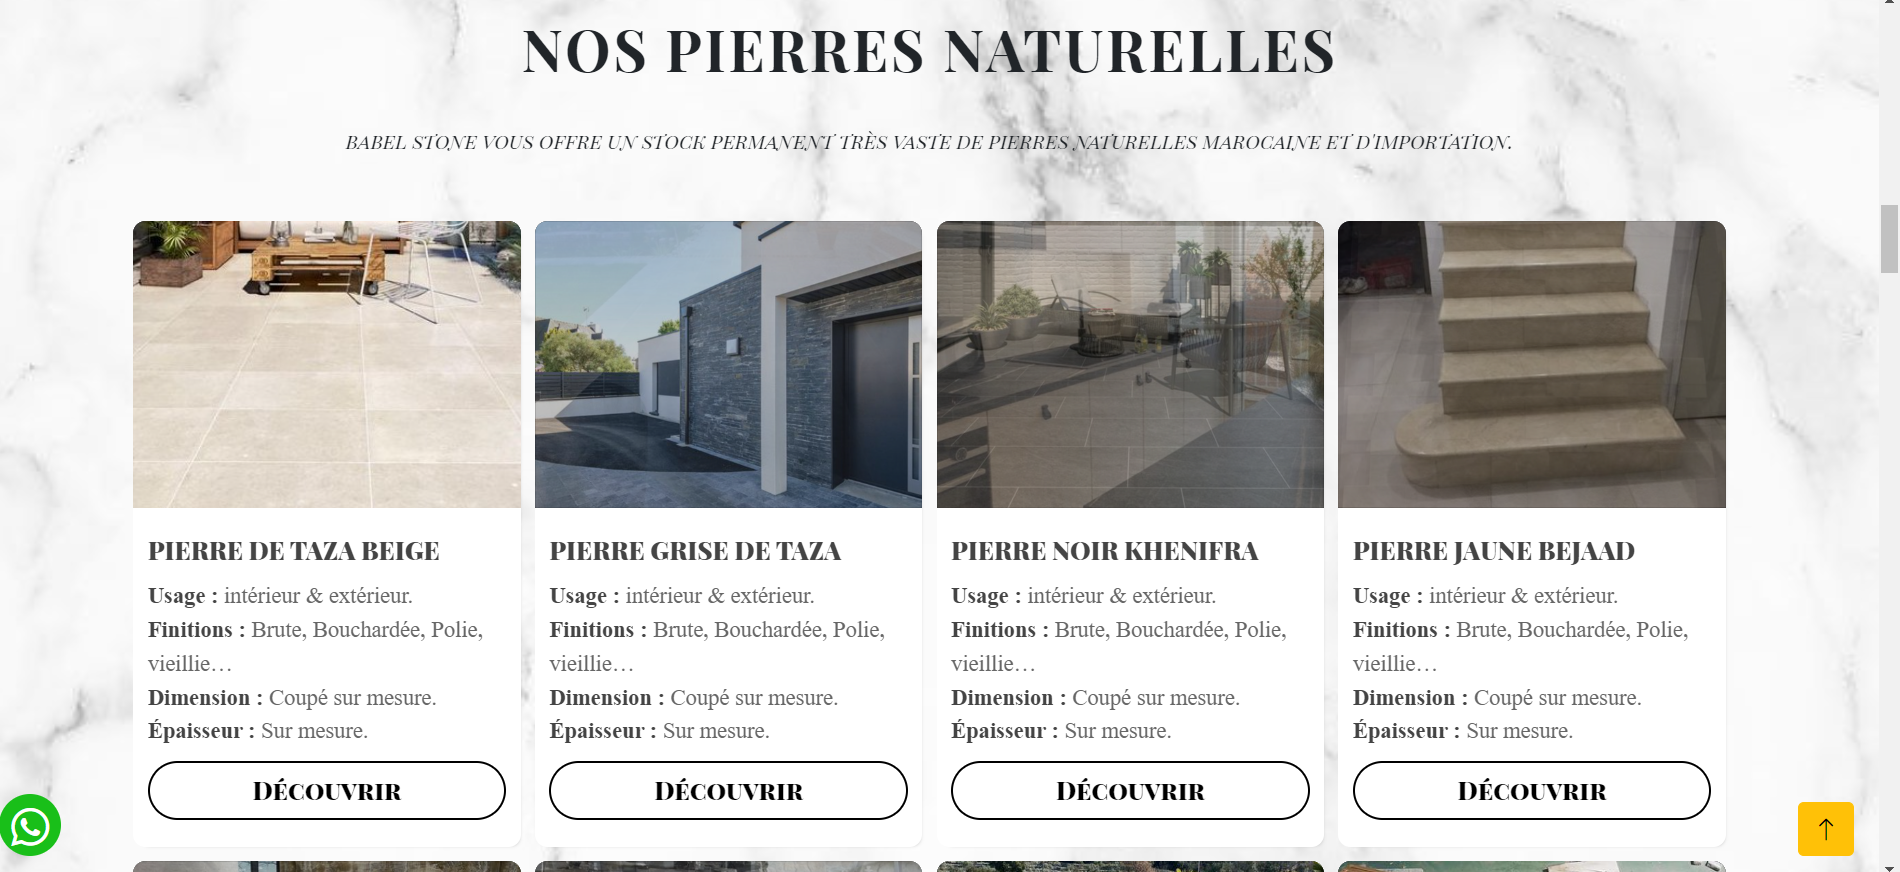 NOS PIERRES NATURELLES
BABEL STONE VOUS OFFRE UN STOCK PERMANENT TRÈS VASTE DE PIERRES NATURELLES MAROCAINE ET D'IMPORTATION.
PIERRE DE TAZA BEIGE
Usage : intérieur & extérieur.
Finitions : Brute, Bouchardée, Polie,
vieillie…
Dimension : Coupé sur mesure.
Épaisseur : Sur mesure.
DÉCOUVRIR
PIERRE GRISE DE TAZA
Usage : intérieur & extérieur.
Finitions : Brute, Bouchardée, Polie,
vieillie…
Dimension : Coupé sur mesure.
Épaisseur : Sur mesure.
DÉCOUVRIR
PIERRE NOIR KHENIFRA
Usage : intérieur & extérieur.
Finitions : Brute, Bouchardée, Polie,
vieillie…
Dimension : Coupé sur mesure.
Épaisseur : Sur mesure.
DÉCOUVRIR
PIERRE JAUNE BEJAAD
Usage : intérieur & extérieur.
Finitions : Brute, Bouchardée, Polie,
vieillie…
Dimension : Coupé sur mesure.
Épaisseur : Sur mesure.
DÉCOUVRIR